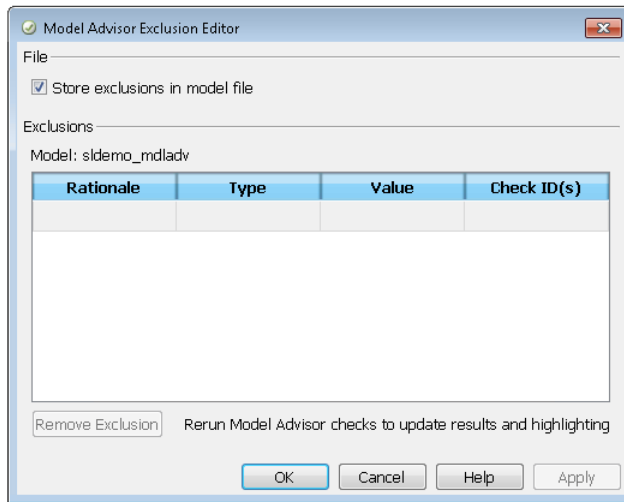 Model Advisor Exclusion Editor
File
Store exclusions in model file
Exclusions
Model: sldemo_mdladv
Rationale Type Value Check ID(s)
Remove Exclusion Rerun Model Advisor checks to update results and highlighting
OK Cancel Help Apply